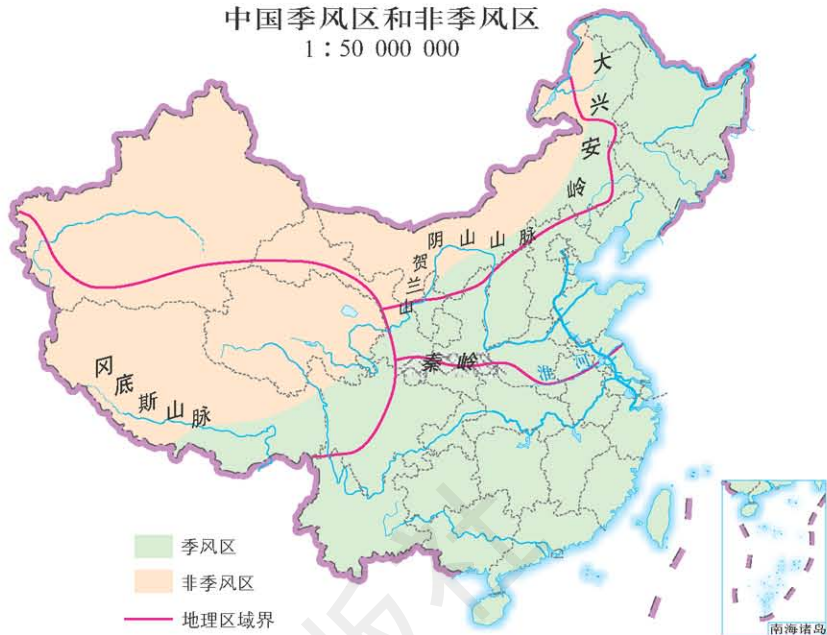 中国季风区和非季风区
1∶50 000 000
大兴安岭
阴山山脉
贺兰山
秦岭
淮河
冈底斯山脉
季风区
非季风区
地理区域界
南海诸岛